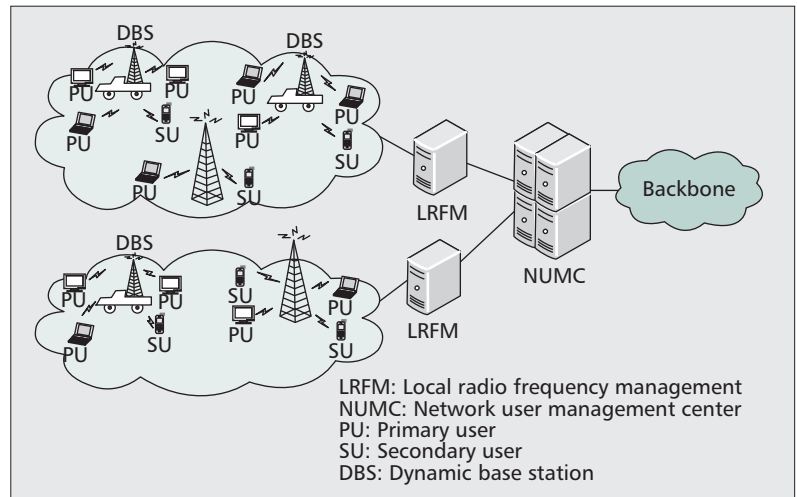 DBS
DBS
PU
PU
PU
PU
PU
SU
PU
SU
PU
SU
LRFM
Backbone
NUMC
DBS
PU
PU
SU
PU
PU
PU
SU
SU
LRFM
LRFM: Local radio frequency management
NUMC: Network user management center
PU: Primary user
SU: Secondary user
DBS: Dynamic base station